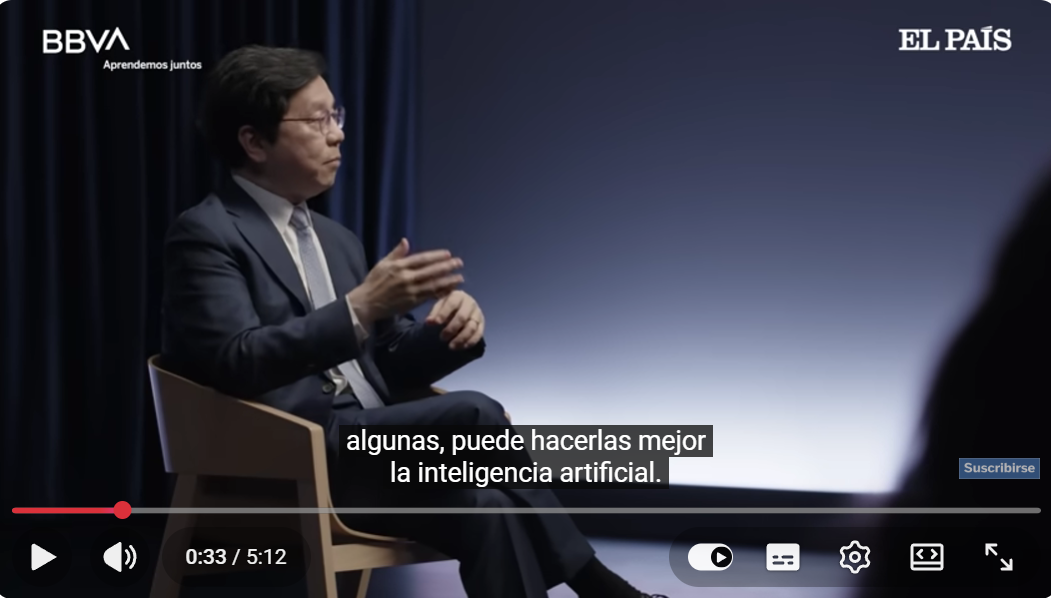 BBVA
Aprendemos juntos
EL PAÍS
algunas, puede hacerlas mejor
la inteligencia artificial.
Suscribirse
0:33 / 5:12